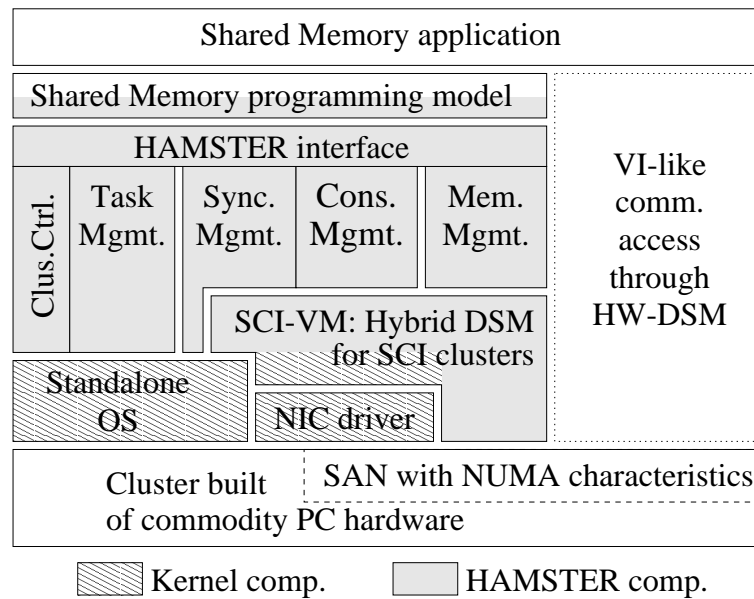 Shared Memory application
Shared Memory programming model
HAMSTER interface
Clus.Ctrl.
Task
Mgmt.
Sync.
Mgmt.
Cons.
Mgmt.
Mem.
Mgmt.
VI-like
comm.
access
through
HW-DSM
SCI-VM: Hybrid DSM
for SCI clusters
Standalone
OS
NIC driver
SAN with NUMA characteristics
Cluster built
of commodity PC hardware
Kernel comp.
HAMSTER comp.